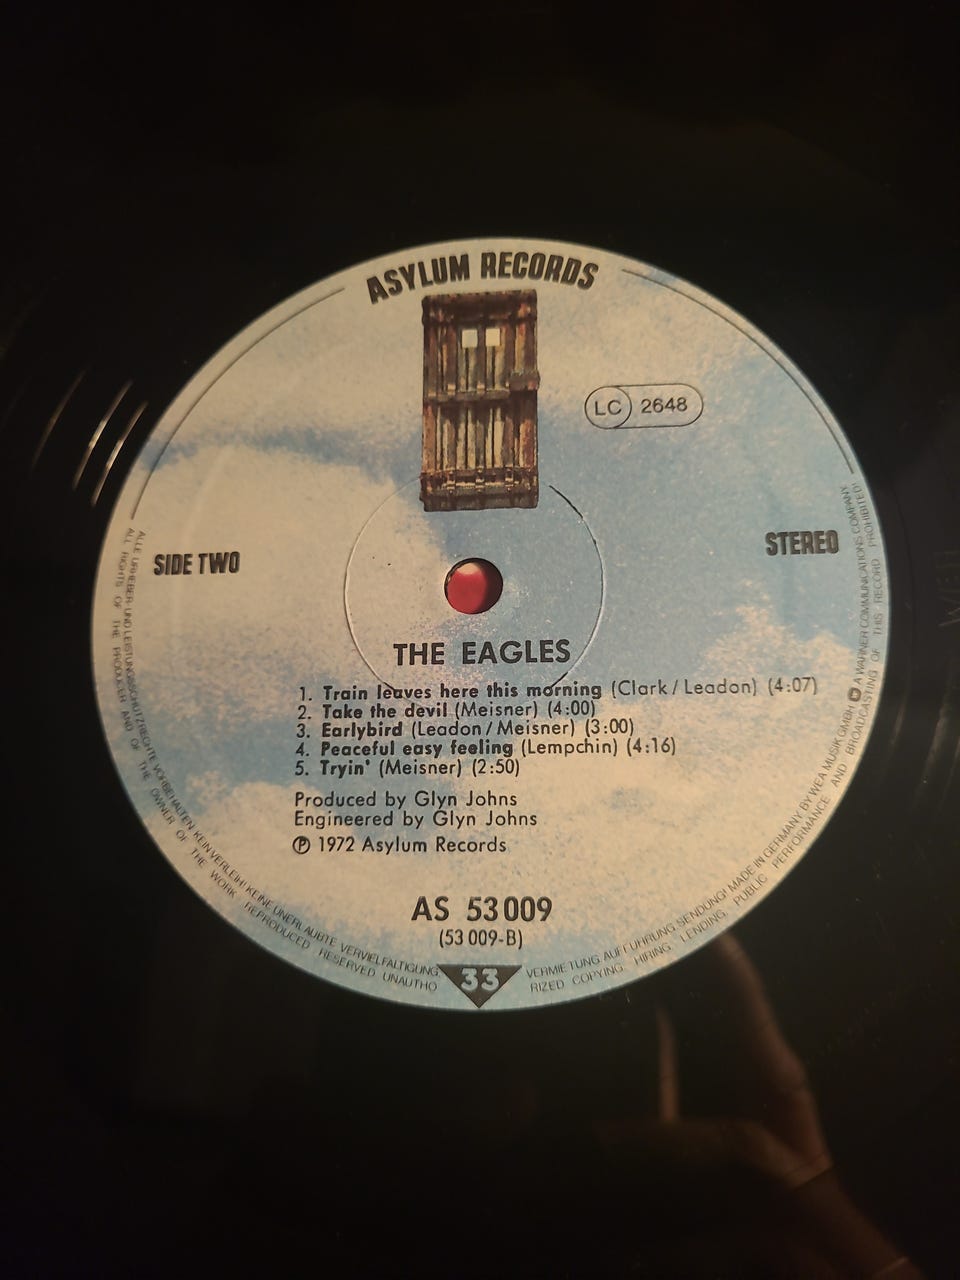 ASYLUM RECORDS
LC 2648
SIDE TWO
STEREO
THE EAGLES
1. Train leaves here this morning (Clark/Leadon) (4:07)
2. Take the devil (Meisner) (4:00)
3. Earlybird (Leadon/Meisner) (3:00)
4. Peaceful easy feeling (Lempchin) (4:16)
5. Tryin' (Meisner) (2:50)
Produced by Glyn Johns
Engineered by Glyn Johns
Ⓟ 1972 Asylum Records
AS 53 009
(53 009-B)
33
ALLE URHEBER- UND LEISTUNGSSCHUTZRECHTE VORBEHALTEN KEIN VERLEIH! KEINE UNERLAUBTE VERVIELFÄLTIGUNG, VERMIETUNG AUFFÜHRUNG, SENDUNG! MADE IN GERMANY BY WEA MUSIK GMBH A WARNER COMMUNICATIONS COMPANY
ALL RIGHTS OF THE PRODUCER AND OF THE OWNER OF THE WORK REPRODUCED RESERVED UNAUTHORIZED COPYING, HIRING, LENDING, PUBLIC PERFORMANCE AND BROADCASTING OF THIS RECORD PROHIBITED!